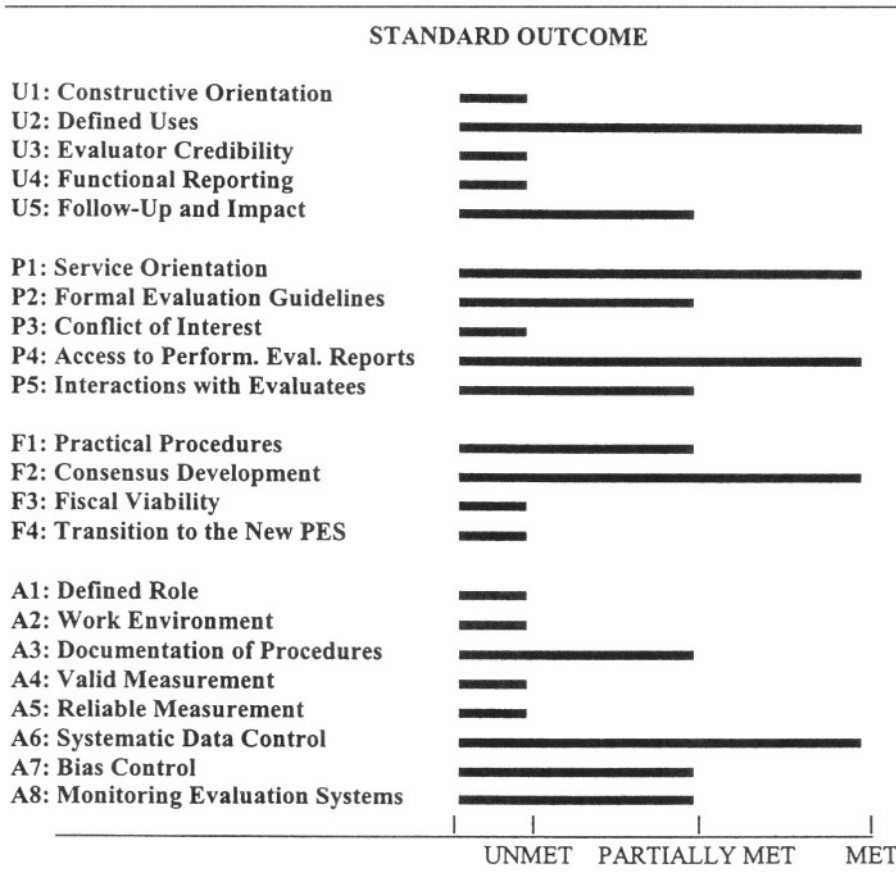 STANDARD OUTCOME
U1: Constructive Orientation
U2: Defined Uses
U3: Evaluator Credibility
U4: Functional Reporting
U5: Follow-Up and Impact
P1: Service Orientation
P2: Formal Evaluation Guidelines
P3: Conflict of Interest
P4: Access to Perform. Eval. Reports
P5: Interactions with Evaluatees
F1: Practical Procedures
F2: Consensus Development
F3: Fiscal Viability
F4: Transition to the New PES
A1: Defined Role
A2: Work Environment
A3: Documentation of Procedures
A4: Valid Measurement
A5: Reliable Measurement
A6: Systematic Data Control
A7: Bias Control
A8: Monitoring Evaluation Systems
UNMET PARTIALLY MET MET